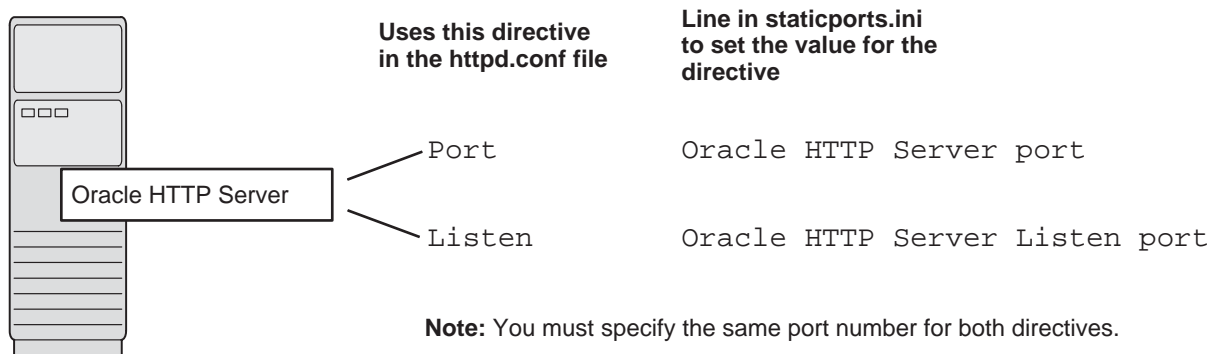 Uses this directive
in the httpd.conf file
Line in staticports.ini
to set the value for the
directive
Oracle HTTP Server
Port
Oracle HTTP Server port
Listen
Oracle HTTP Server Listen port
Note: You must specify the same port number for both directives.